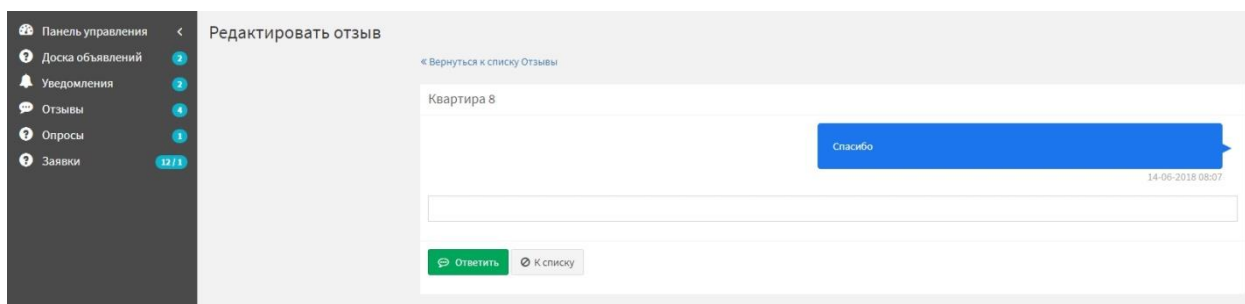 Панель управления
Доска объявлений 2
Уведомления 2
Отзывы 4
Опросы 1
Заявки 12 / 1
Редактировать отзыв
« Вернуться к списку Отзывы
Квартира 8
Спасибо
14-06-2018 08:07
Ответить
К списку